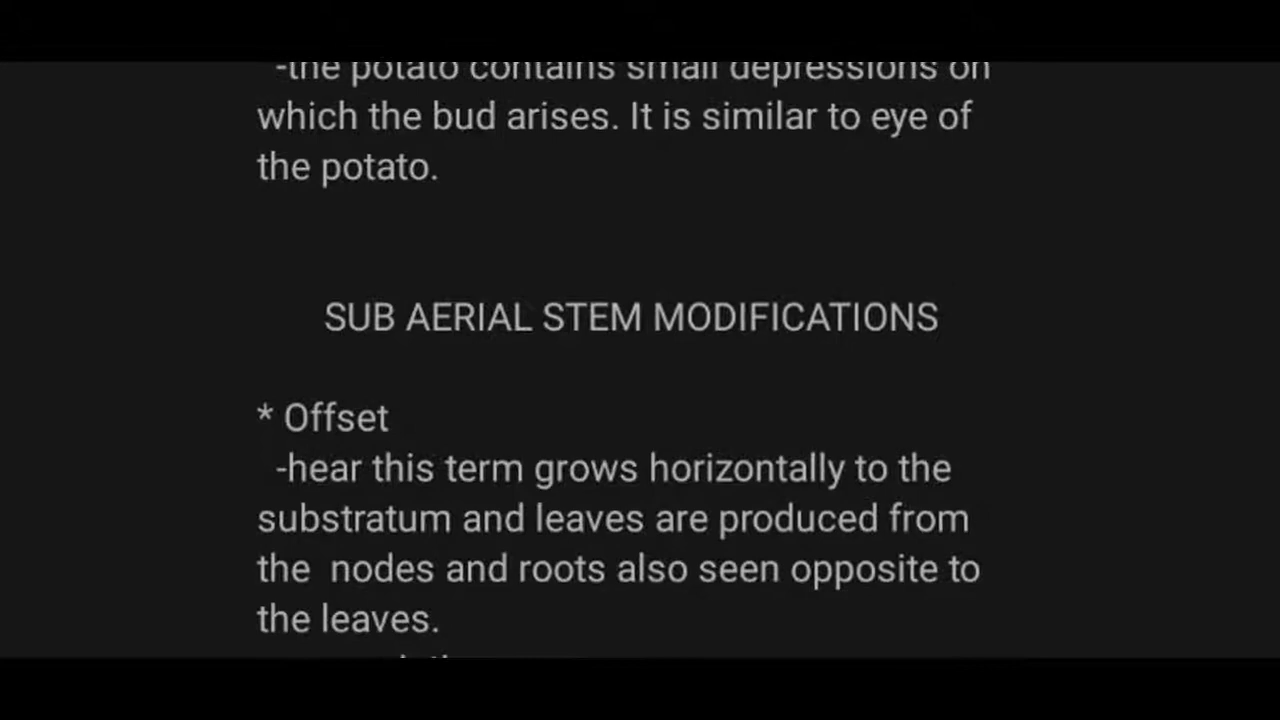 -the potato contains small depressions on
which the bud arises. It is similar to eye of
the potato.
SUB AERIAL STEM MODIFICATIONS
* Offset
-hear this term grows horizontally to the
substratum and leaves are produced from
the  nodes and roots also seen opposite to
the leaves.